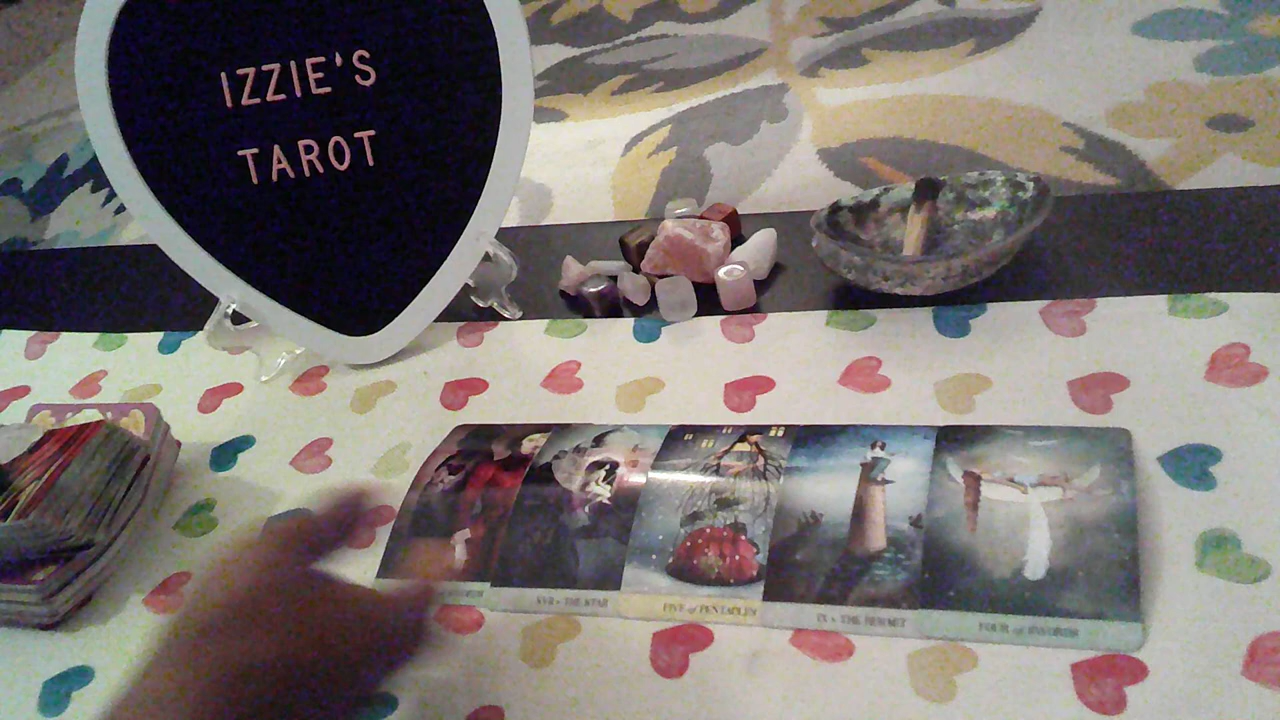 IZZIE'S
TAROT
XVII • THE STAR
FIVE of PENTACLES
IX • THE HERMIT
FOUR of SWORDS